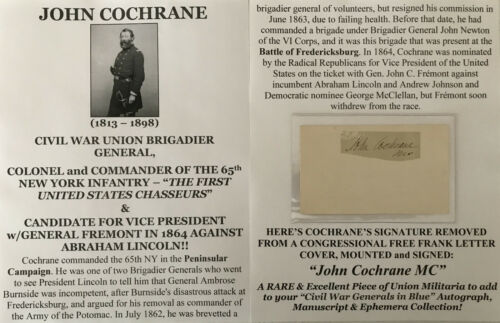 JOHN COCHRANE
(1813 – 1898)
CIVIL WAR UNION BRIGADIER
GENERAL,
COLONEL and COMMANDER OF THE 65th
NEW YORK INFANTRY – "THE FIRST
UNITED STATES CHASSEURS"
&
CANDIDATE FOR VICE PRESIDENT
w/GENERAL FREMONT IN 1864 AGAINST
ABRAHAM LINCOLN!!
Cochrane commanded the 65th NY in the Peninsular
Campaign. He was one of two Brigadier Generals who went
to see President Lincoln to tell him that General Ambrose
Burnside was incompetent, after Burnside's disastrous attack at
Fredericksburg, and argued for his removal as commander of
the Army of the Potomac. In July 1862, he was brevetted a
brigadier general of volunteers, but resigned his commission in
June 1863, due to failing health. Before that date, he had
commanded a brigade under Brigadier General John Newton
of the VI Corps, and it was this brigade that was present at the
Battle of Fredericksburg. In 1864, Cochrane was nominated
by the Radical Republicans for Vice President of the United
States on the ticket with Gen. John C. Frémont against
incumbent Abraham Lincoln and Andrew Johnson and
Democratic nominee George McClellan, but Frémont soon
withdrew from the race.
John Cochrane
HERE'S COCHRANE'S SIGNATURE REMOVED
FROM A CONGRESSIONAL FREE FRANK LETTER
COVER, MOUNTED and SIGNED:
"John Cochrane MC"
A RARE & Excellent Piece of Union Militaria to add
to your "Civil War Generals in Blue" Autograph,
Manuscript & Ephemera Collection!